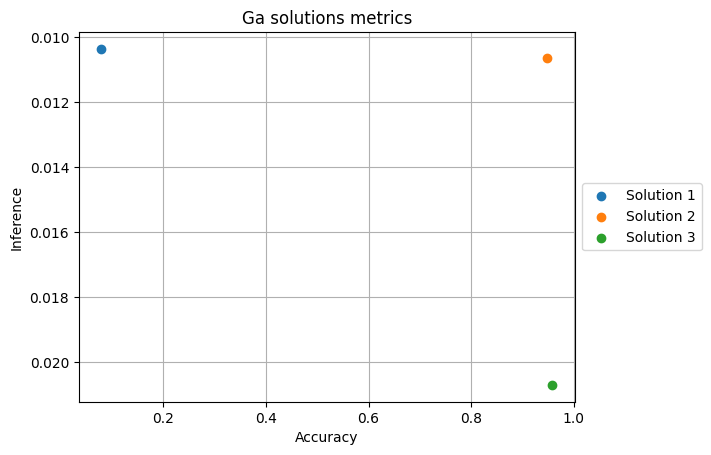 Ga solutions metrics
0.010
0.012
0.014
0.016
0.018
0.020
Inference
0.2
0.4
0.6
0.8
1.0
Accuracy
Solution 1
Solution 2
Solution 3